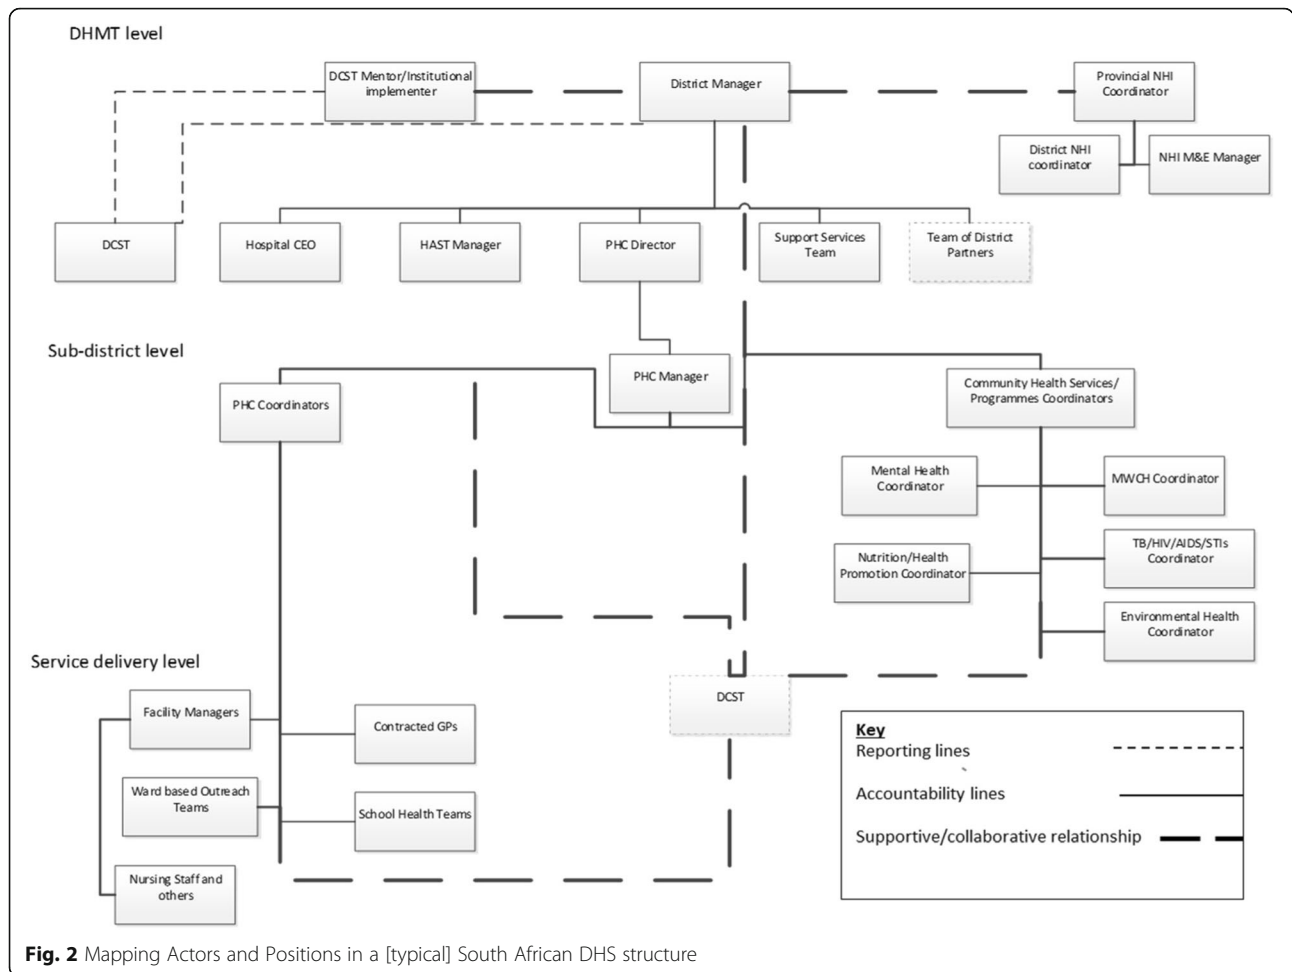 DHMT level
DCST Mentor/Institutional
implementer
District Manager
Provincial NHI
Coordinator
District NHI
coordinator
NHI M&E Manager
DCST
Hospital CEO
HAST Manager
PHC Director
Support Services
Team
Team of District
Partners
Sub-district level
PHC Manager
PHC Coordinators
Community Health Services/
Programmes Coordinators
Mental Health
Coordinator
MWCH Coordinator
Nutrition/Health
Promotion Coordinator
TB/HIV/AIDS/STIs
Coordinator
Environmental Health
Coordinator
Service delivery level
DCST
Facility Managers
Contracted GPs
Ward based Outreach
Teams
School Health Teams
Nursing Staff and
others
Key
Reporting lines
Accountability lines
Supportive/collaborative relationship
Fig. 2 Mapping Actors and Positions in a [typical] South African DHS structure